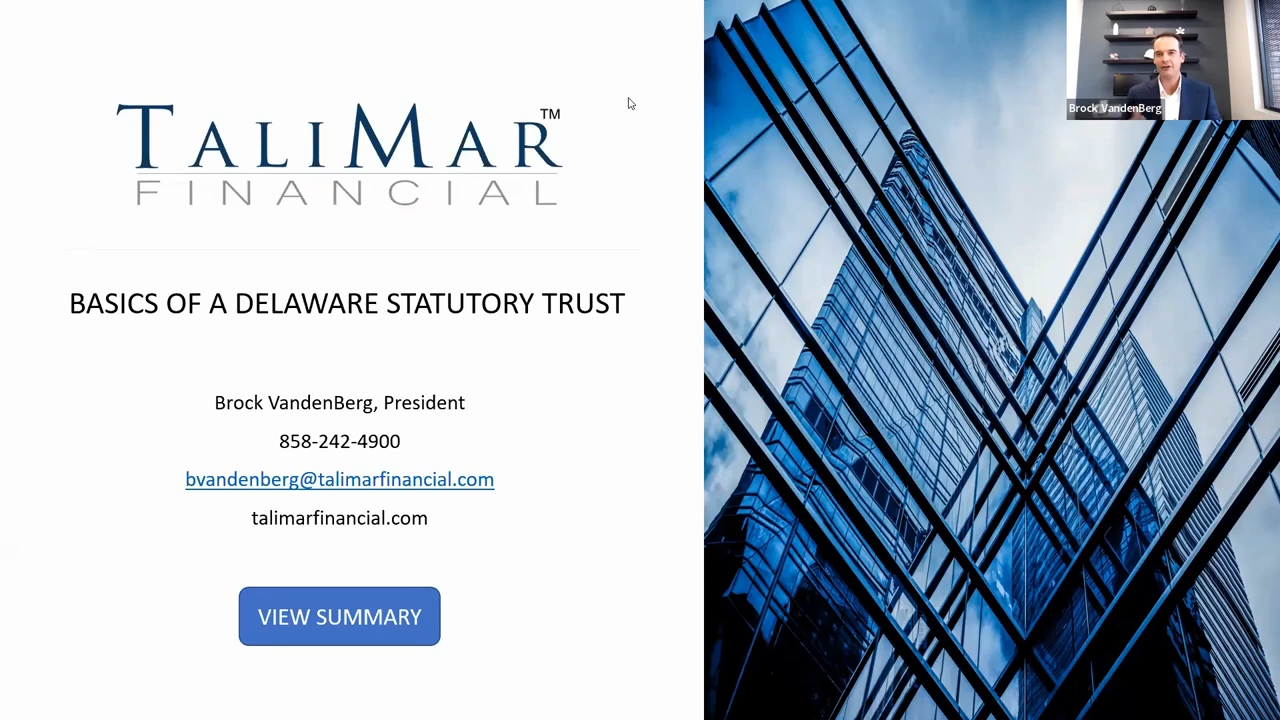 TALIMAR™
FINANCIAL
BASICS OF A DELAWARE STATUTORY TRUST
Brock VandenBerg, President
858-242-4900
bvandenberg@talimarfinancial.com
talimarfinancial.com
VIEW SUMMARY
Brock VandenBerg